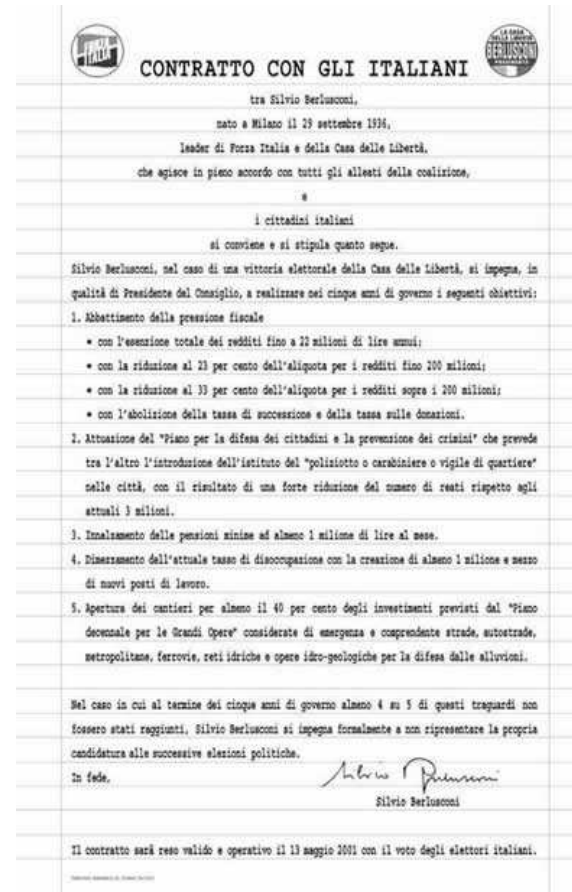 FORZA
ITALIA
LA CASA
DELLE LIBERTÀ
BERLUSCONI
PRESIDENTE
CONTRATTO CON GLI ITALIANI
tra Silvio Berlusconi,
nato a Milano il 29 settembre 1936,
leader di Forza Italia e della Casa delle Libertà,
che agisce in pieno accordo con tutti gli alleati della coalizione,
e
i cittadini italiani
si conviene e si stipula quanto segue.
Silvio Berlusconi, nel caso di una vittoria elettorale della Casa delle Libertà, si impegna, in
qualità di Presidente del Consiglio, a realizzare nei cinque anni di governo i seguenti obiettivi:
1. Abbattimento della pressione fiscale
• con l'esenzione totale dei redditi fino a 22 milioni di lire annui;
• con la riduzione al 23 per cento dell'aliquota per i redditi fino 200 milioni;
• con la riduzione al 33 per cento dell'aliquota per i redditi sopra i 200 milioni;
• con l'abolizione della tassa di successione e della tassa sulle donazioni.
2. Attuazione del "Piano per la difesa dei cittadini e la prevenzione dei crimini" che prevede
tra l'altro l'introduzione dell'istituto del "poliziotto o carabiniere o vigile di quartiere"
nelle città, con il risultato di una forte riduzione del numero di reati rispetto agli
attuali 3 milioni.
3. Innalzamento delle pensioni minime ad almeno 1 milione di lire al mese.
4. Dimezzamento dell'attuale tasso di disoccupazione con la creazione di almeno 1 milione e mezzo
di nuovi posti di lavoro.
5. Apertura dei cantieri per almeno il 40 per cento degli investimenti previsti dal "Piano
decennale per le Grandi Opere" considerate di emergenza e comprendente strade, autostrade,
metropolitane, ferrovie, reti idriche e opere idro-geologiche per la difesa dalle alluvioni.
Nel caso in cui al termine dei cinque anni di governo almeno 4 su 5 di questi traguardi non
fossero stati raggiunti, Silvio Berlusconi si impegna formalmente a non ripresentare la propria
candidatura alle successive elezioni politiche.
In fede,
Silvio Berlusconi
Silvio Berlusconi
Il contratto sarà reso valido e operativo il 13 maggio 2001 con il voto degli elettori italiani.